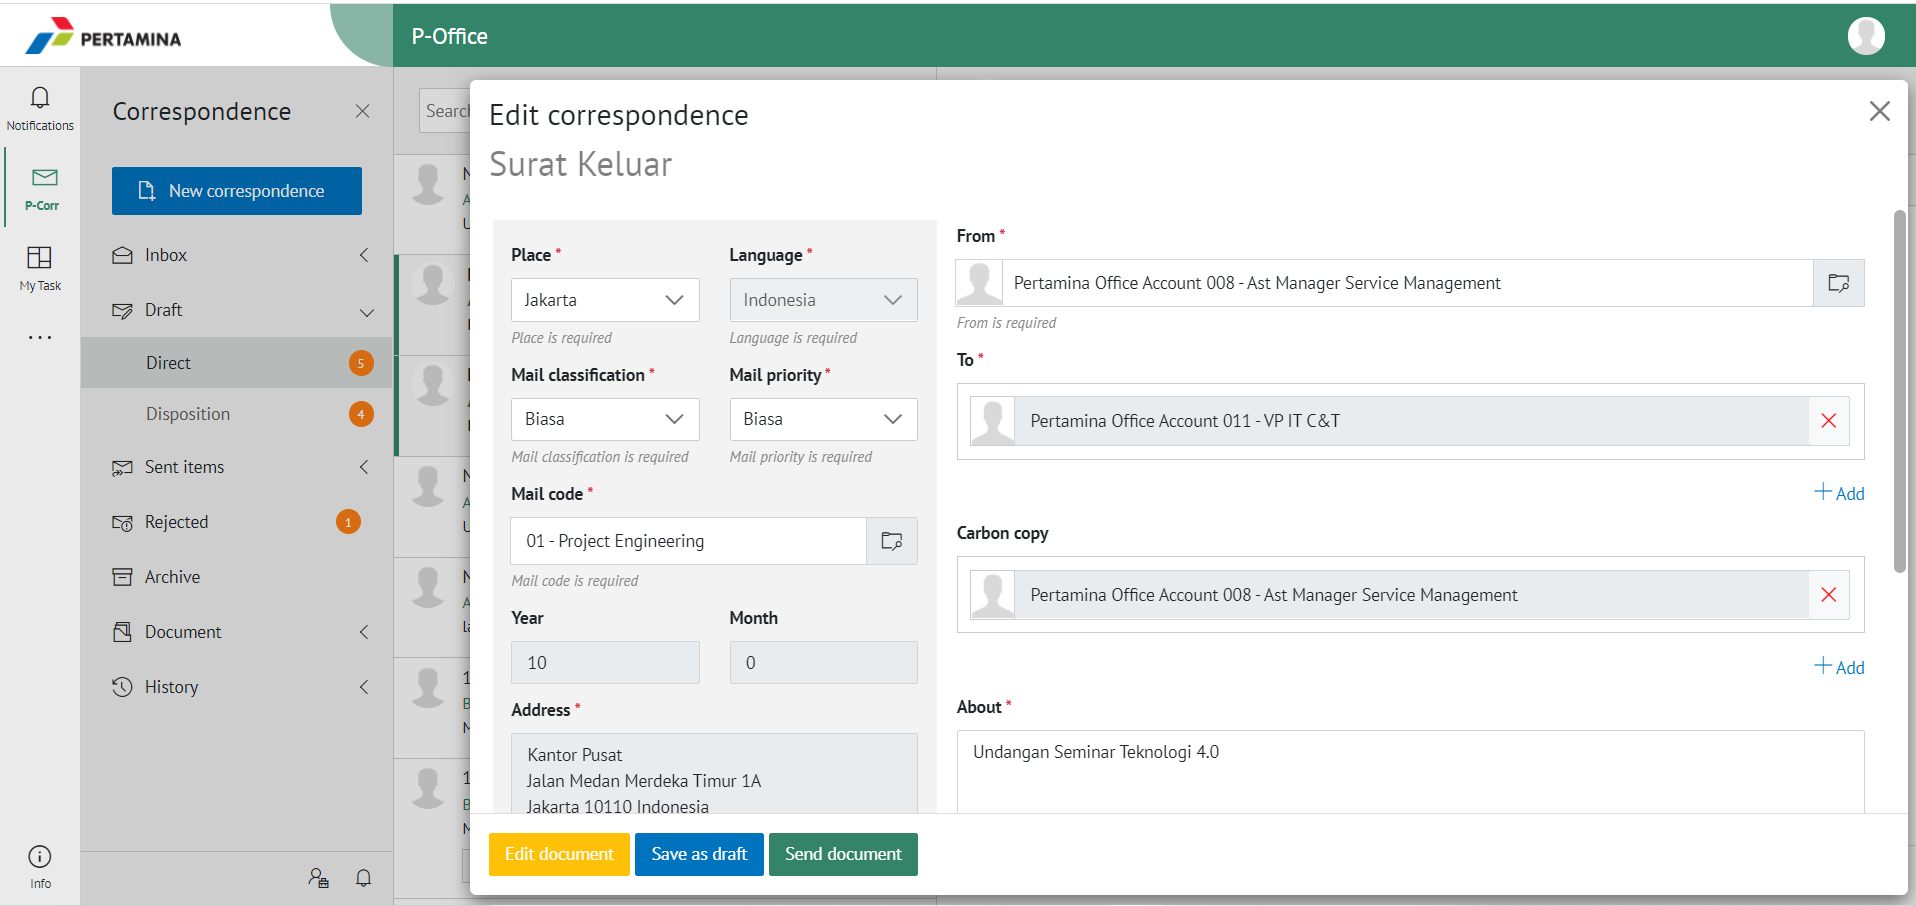 PERTAMINA
P-Office
Notifications
P-Corr
My Task
Info
Correspondence
New correspondence
Inbox
Draft
Direct 5
Disposition 4
Sent items
Rejected 1
Archive
Document
History
Edit correspondence
Surat Keluar
Place *
Jakarta
Place is required
Language *
Indonesia
Language is required
Mail classification *
Biasa
Mail classification is required
Mail priority *
Biasa
Mail priority is required
Mail code *
01 - Project Engineering
Mail code is required
Year
10
Month
0
Address *
Kantor Pusat
Jalan Medan Merdeka Timur 1A
Jakarta 10110 Indonesia
From *
Pertamina Office Account 008 - Ast Manager Service Management
From is required
To *
Pertamina Office Account 011 - VP IT C&T
Add
Carbon copy
Pertamina Office Account 008 - Ast Manager Service Management
Add
About *
Undangan Seminar Teknologi 4.0
Edit document
Save as draft
Send document